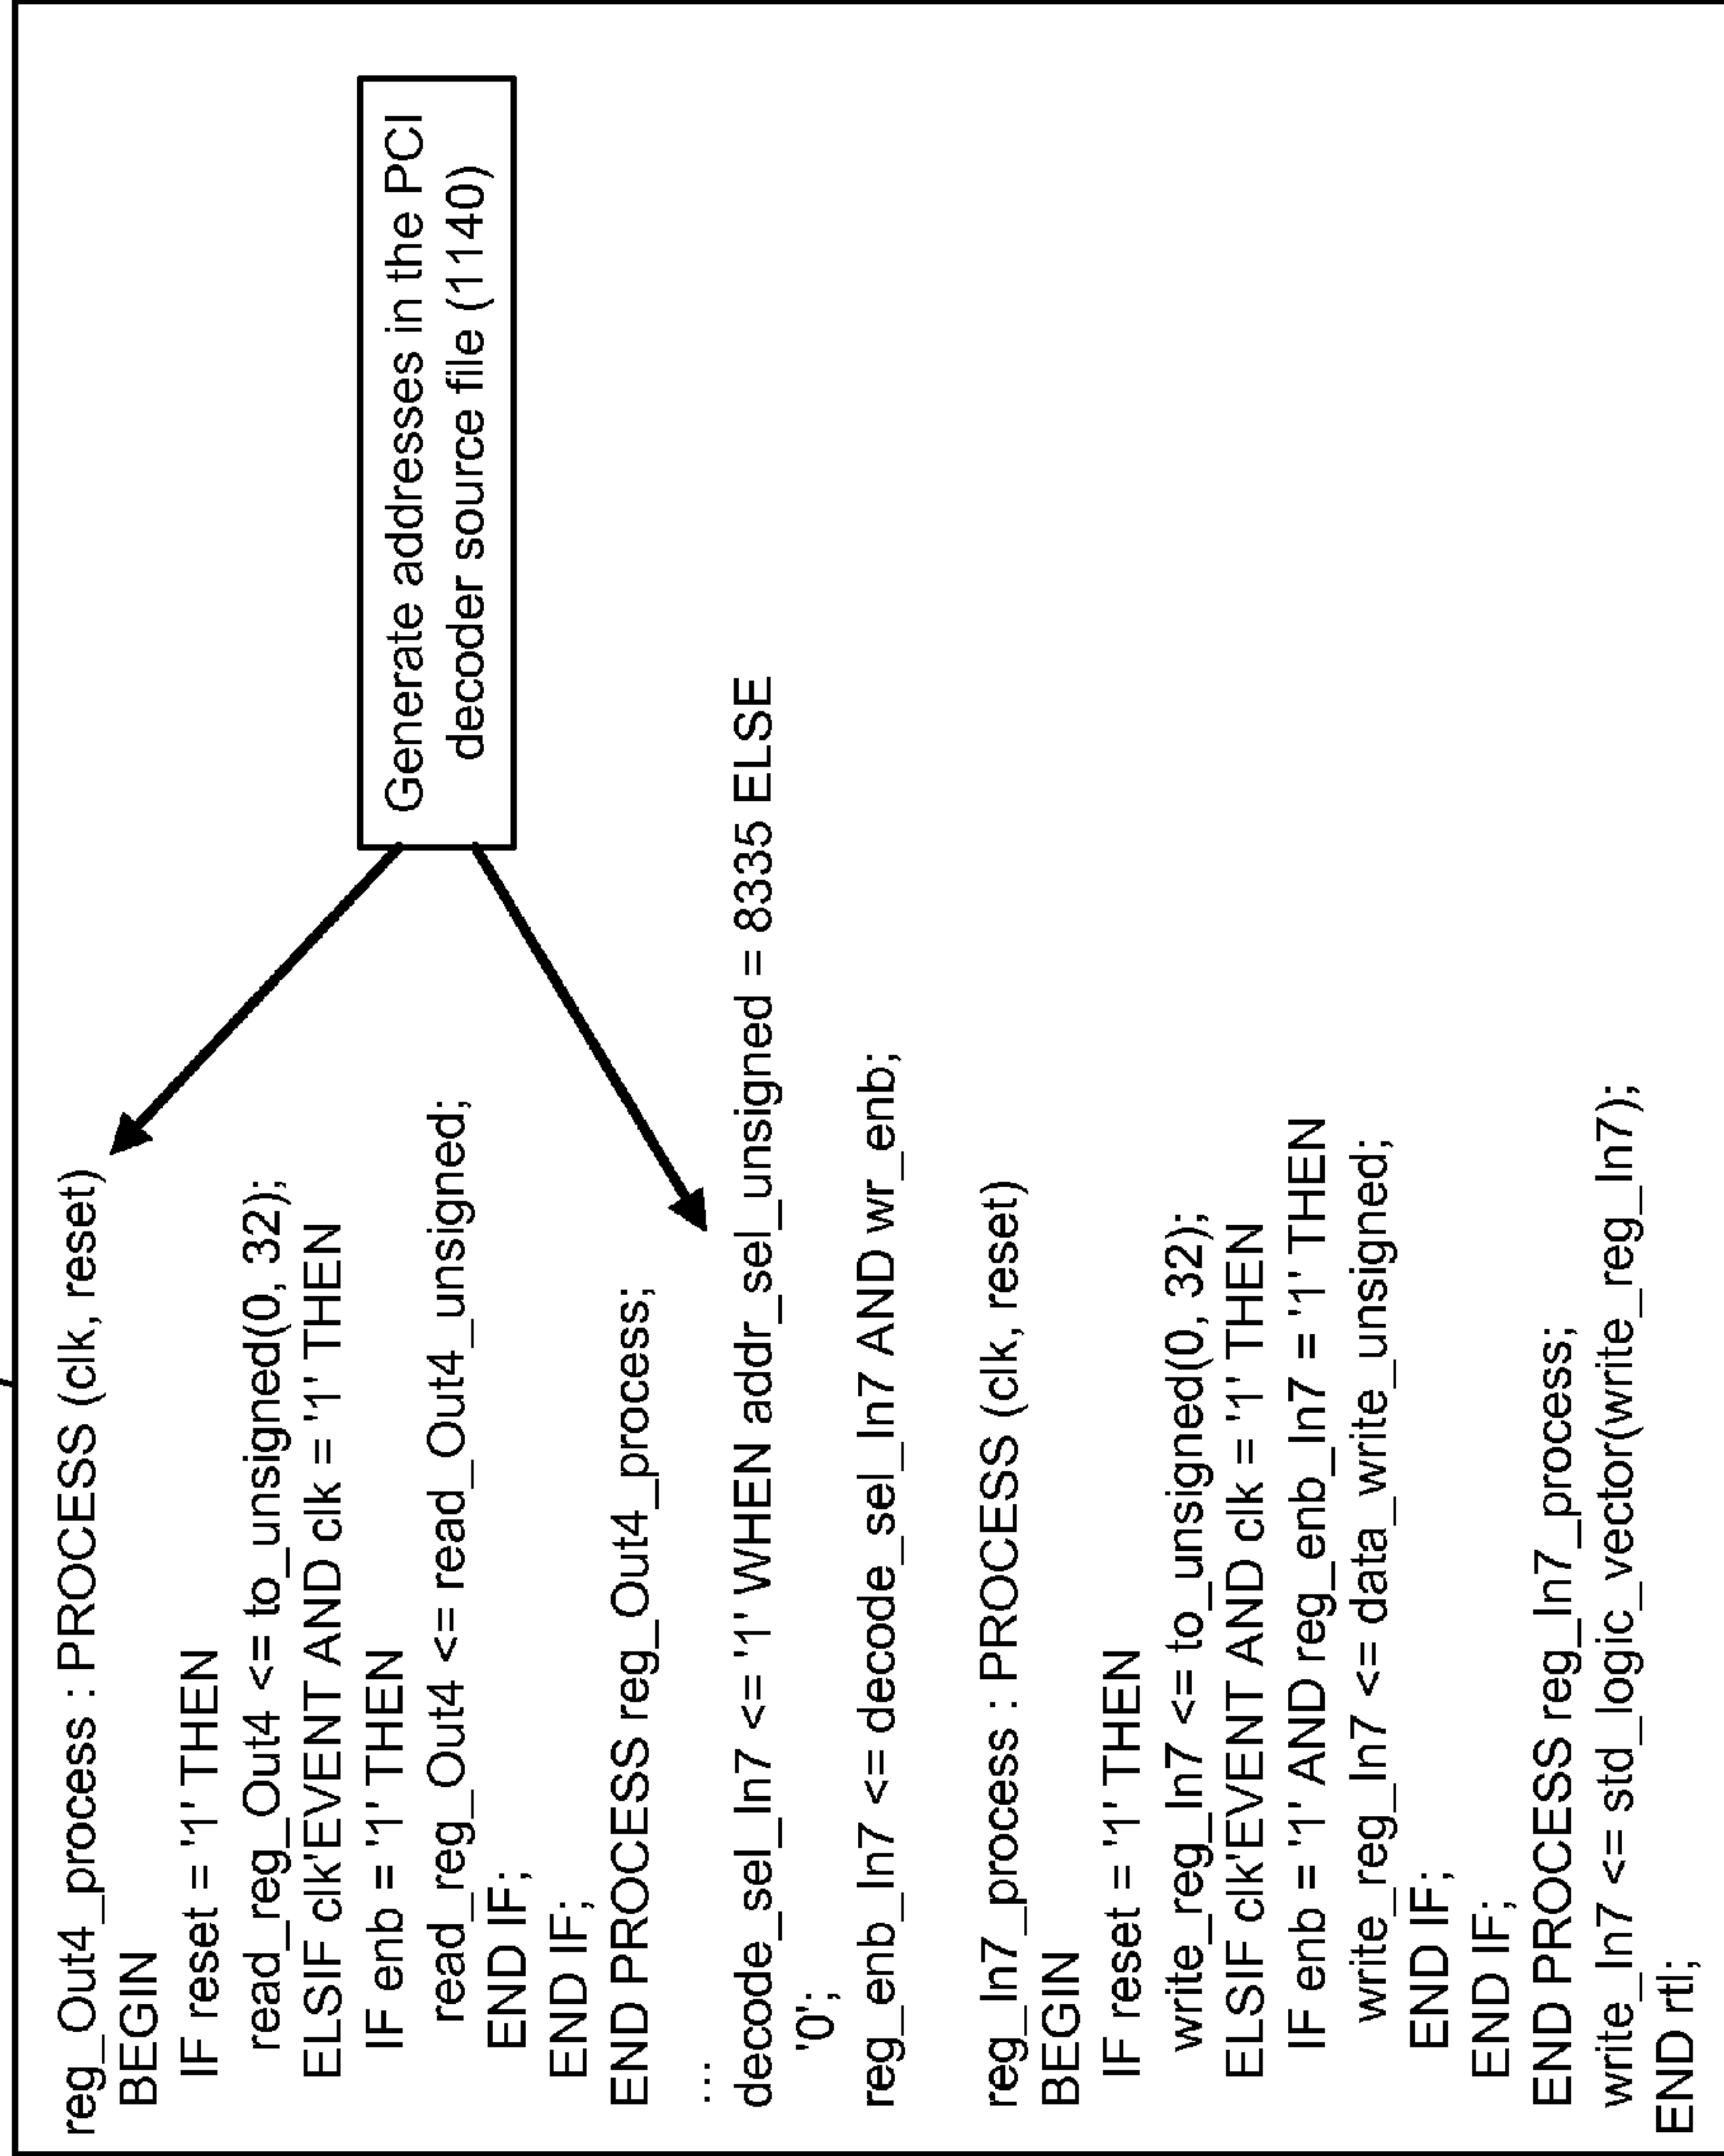 reg_Out4_process : PROCESS (clk, reset)
BEGIN
IF reset = '1' THEN
read_reg_Out4 <= to_unsigned(0, 32);
ELSIF clk'EVENT AND clk = '1' THEN
IF enb = '1' THEN
read_reg_Out4 <= read_Out4_unsigned;
END IF;
END IF;
END PROCESS reg_Out4_process;
...
decode_sel_In7 <= '1' WHEN addr_sel_unsigned = 8335 ELSE
'0';
reg_enb_In7 <= decode_sel_In7 AND wr_enb;
reg_In7_process : PROCESS (clk, reset)
BEGIN
IF reset = '1' THEN
write_reg_In7 <= to_unsigned(0, 32);
ELSIF clk'EVENT AND clk = '1' THEN
IF enb = '1' AND reg_enb_In7 = '1' THEN
write_reg_In7 <= data_write_unsigned;
END IF;
END IF;
END PROCESS reg_In7_process;
write_In7 <= std_logic_vector(write_reg_In7);
END rtl;
Generate addresses in the PCI
decoder source file (1140)